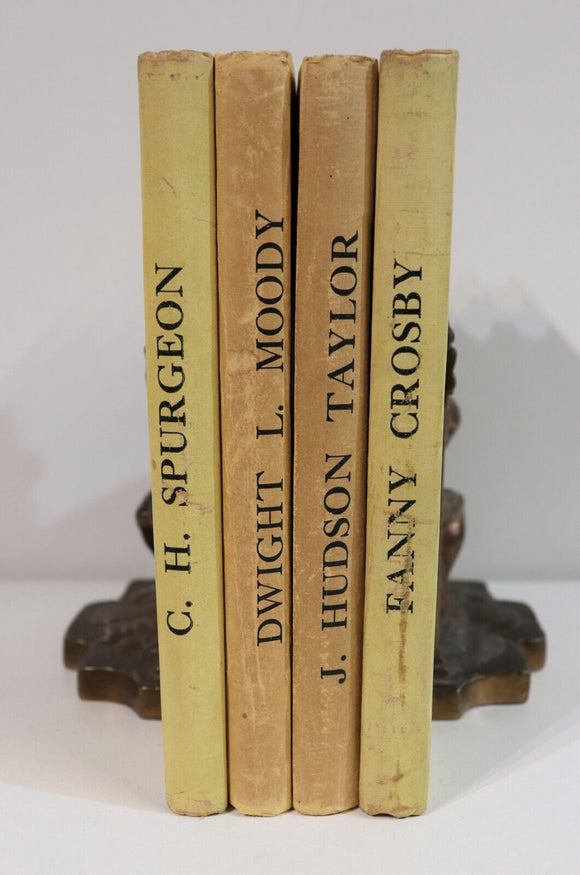 C. H. SPURGEON
DWIGHT L. MOODY
J. HUDSON TAYLOR
FANNY CROSBY